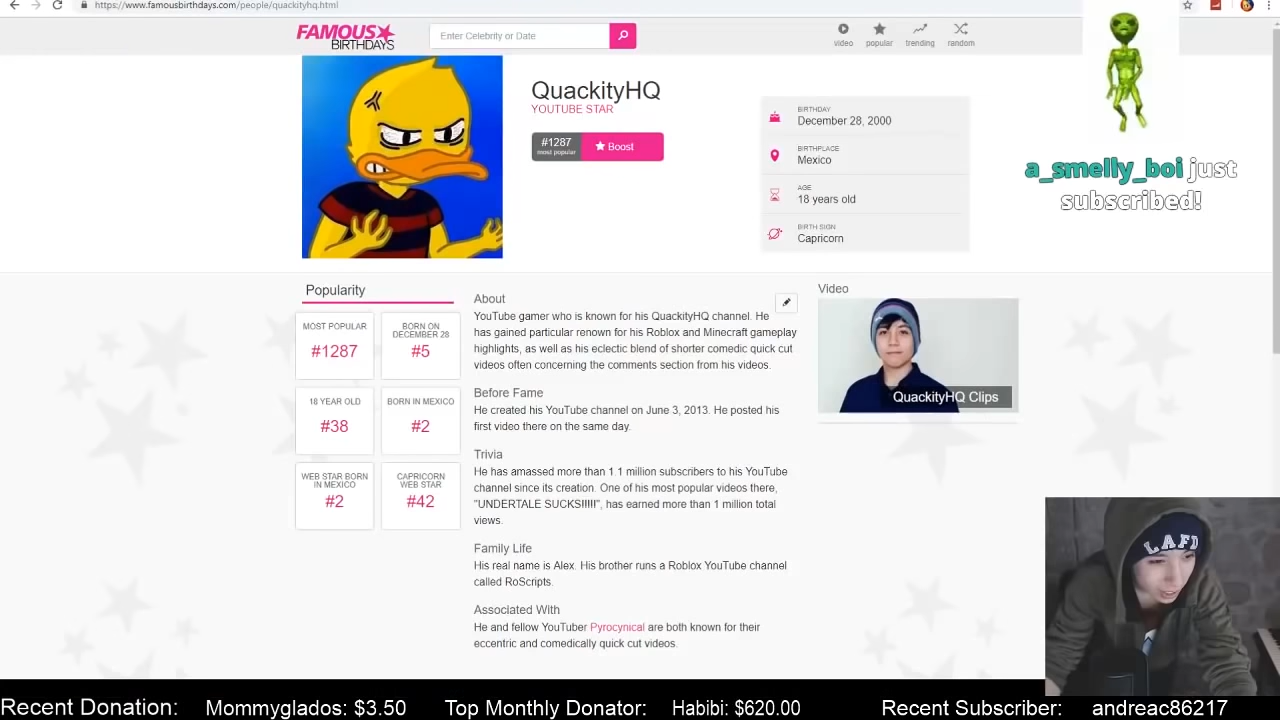 https://www.famousbirthdays.com/people/quackityhq.html
FAMOUS
BIRTHDAYS
Enter Celebrity or Date
video
popular
trending
random
QuackityHQ
YOUTUBE STAR
#1287
most popular
Boost
BIRTHDAY
December 28, 2000
BIRTHPLACE
Mexico
AGE
18 years old
BIRTH SIGN
Capricorn
a_smelly_boi just
subscribed!
Popularity
MOST POPULAR
#1287
BORN ON
DECEMBER 28
#5
18 YEAR OLD
#38
BORN IN MEXICO
#2
WEB STAR BORN
IN MEXICO
#2
CAPRICORN
WEB STAR
#42
About
YouTube gamer who is known for his QuackityHQ channel. He
has gained particular renown for his Roblox and Minecraft gameplay
highlights, as well as his eclectic blend of shorter comedic quick cut
videos often concerning the comments section from his videos.
Before Fame
He created his YouTube channel on June 3, 2013. He posted his
first video there on the same day.
Trivia
He has amassed more than 1.1 million subscribers to his YouTube
channel since its creation. One of his most popular videos there,
"UNDERTALE SUCKS!!!!!", has earned more than 1 million total
views.
Family Life
His real name is Alex. His brother runs a Roblox YouTube channel
called RoScripts.
Associated With
He and fellow YouTuber Pyrocynical are both known for their
eccentric and comedically quick cut videos.
Video
QuackityHQ Clips
LAFD
Recent Donation: Mommyglados: $3.50 Top Monthly Donator: Habibi: $620.00 Recent Subscriber: andreac86217